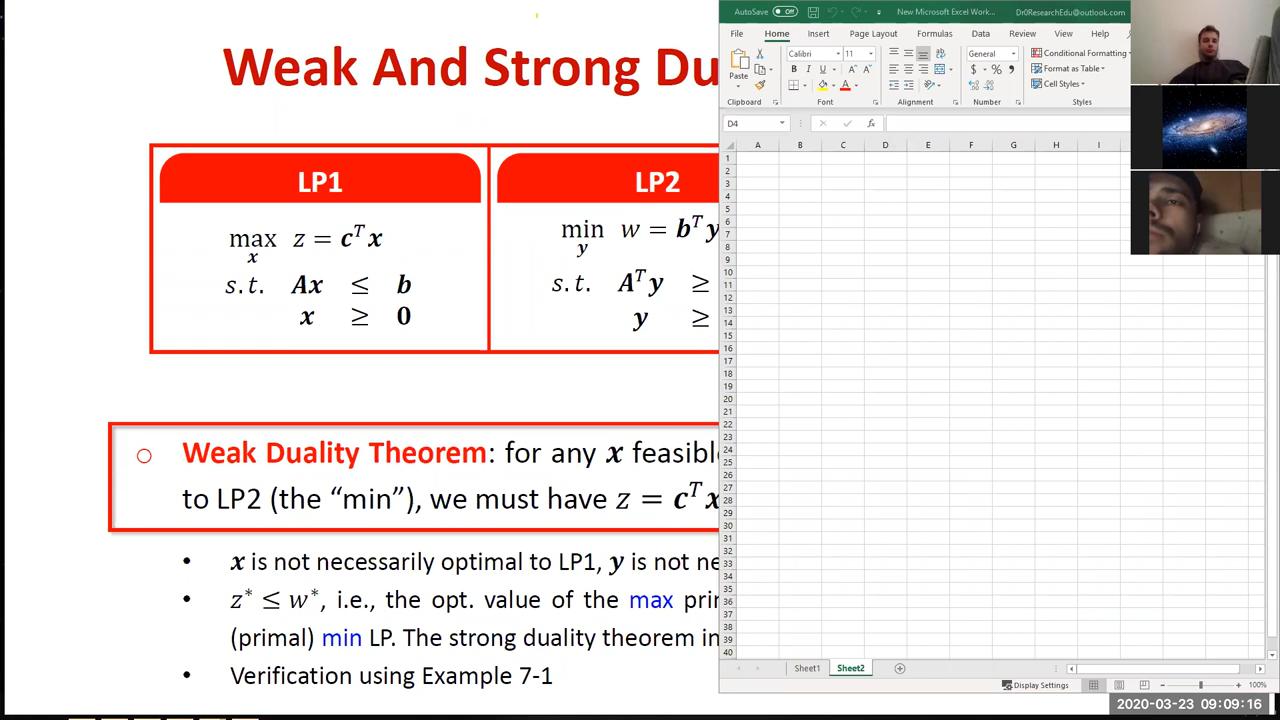 Weak And Strong Du
LP1
LP2
max z = c^T x
x
s.t. Ax ≤ b
x ≥ 0
min w = b^T y
y
s.t. A^T y ≥
y ≥
○ Weak Duality Theorem: for any x feasible
to LP2 (the “min”), we must have z = c^T x
• x is not necessarily optimal to LP1, y is not ne
• z* ≤ w*, i.e., the opt. value of the max pri
(primal) min LP. The strong duality theorem in
• Verification using Example 7-1
AutoSave Off
New Microsoft Excel Work...
Dr0ResearchEdu@outlook.com
File Home Insert Page Layout Formulas Data Review View Help
Paste
Calibri 11
B I U
A A
General
$ % ,
Conditional Formatting
Format as Table
Cell Styles
Clipboard Font Alignment Number Styles
D4 fx
A B C D E F G H I
1
2
3
4
5
6
7
8
9
10
11
12
13
14
15
16
17
18
19
20
21
22
23
24
25
26
27
28
29
30
31
32
33
34
35
36
37
38
39
40
Sheet1 Sheet2
Display Settings
100%
2020-03-23 09:09:16